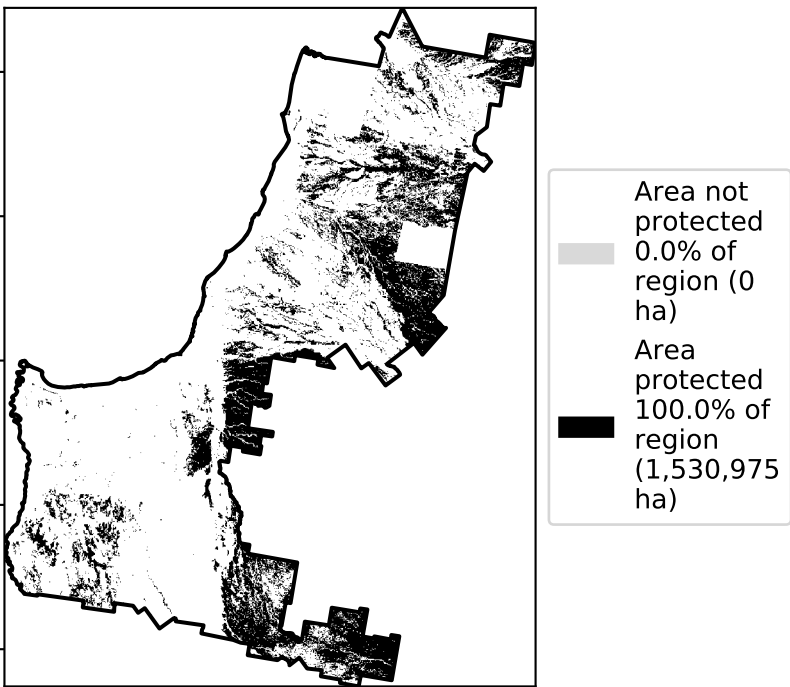 Area not
protected
0.0% of
region (0
ha)
Area
protected
100.0% of
region
(1,530,975
ha)